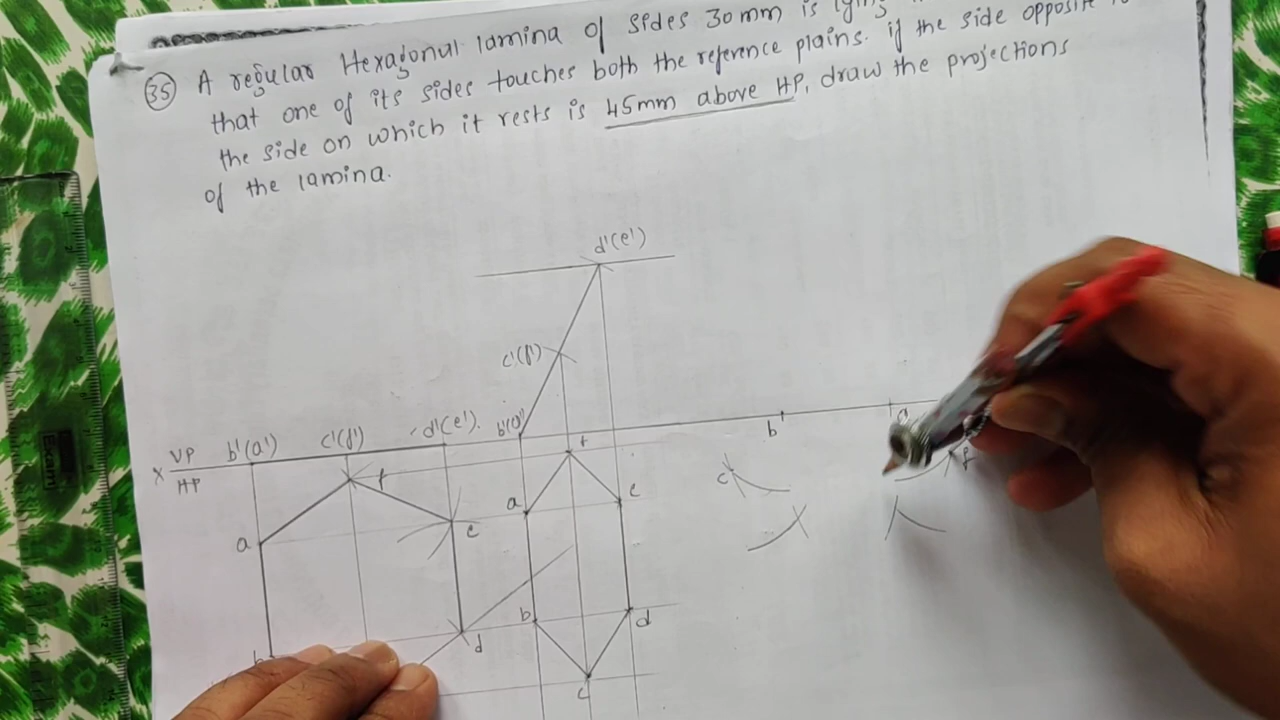 35 A regular Hexagonal lamina of sides 30mm is lying
that one of its sides touches both the reference plains. if the side opposite to
the side on which it rests is 45mm above HP, draw the projections
of the lamina.
d'(e')
c'(f')
X VP b'(a') c'(f') d'(e'). b'(a') b' a'
HP
f f
a e a e c f
b d b d
c